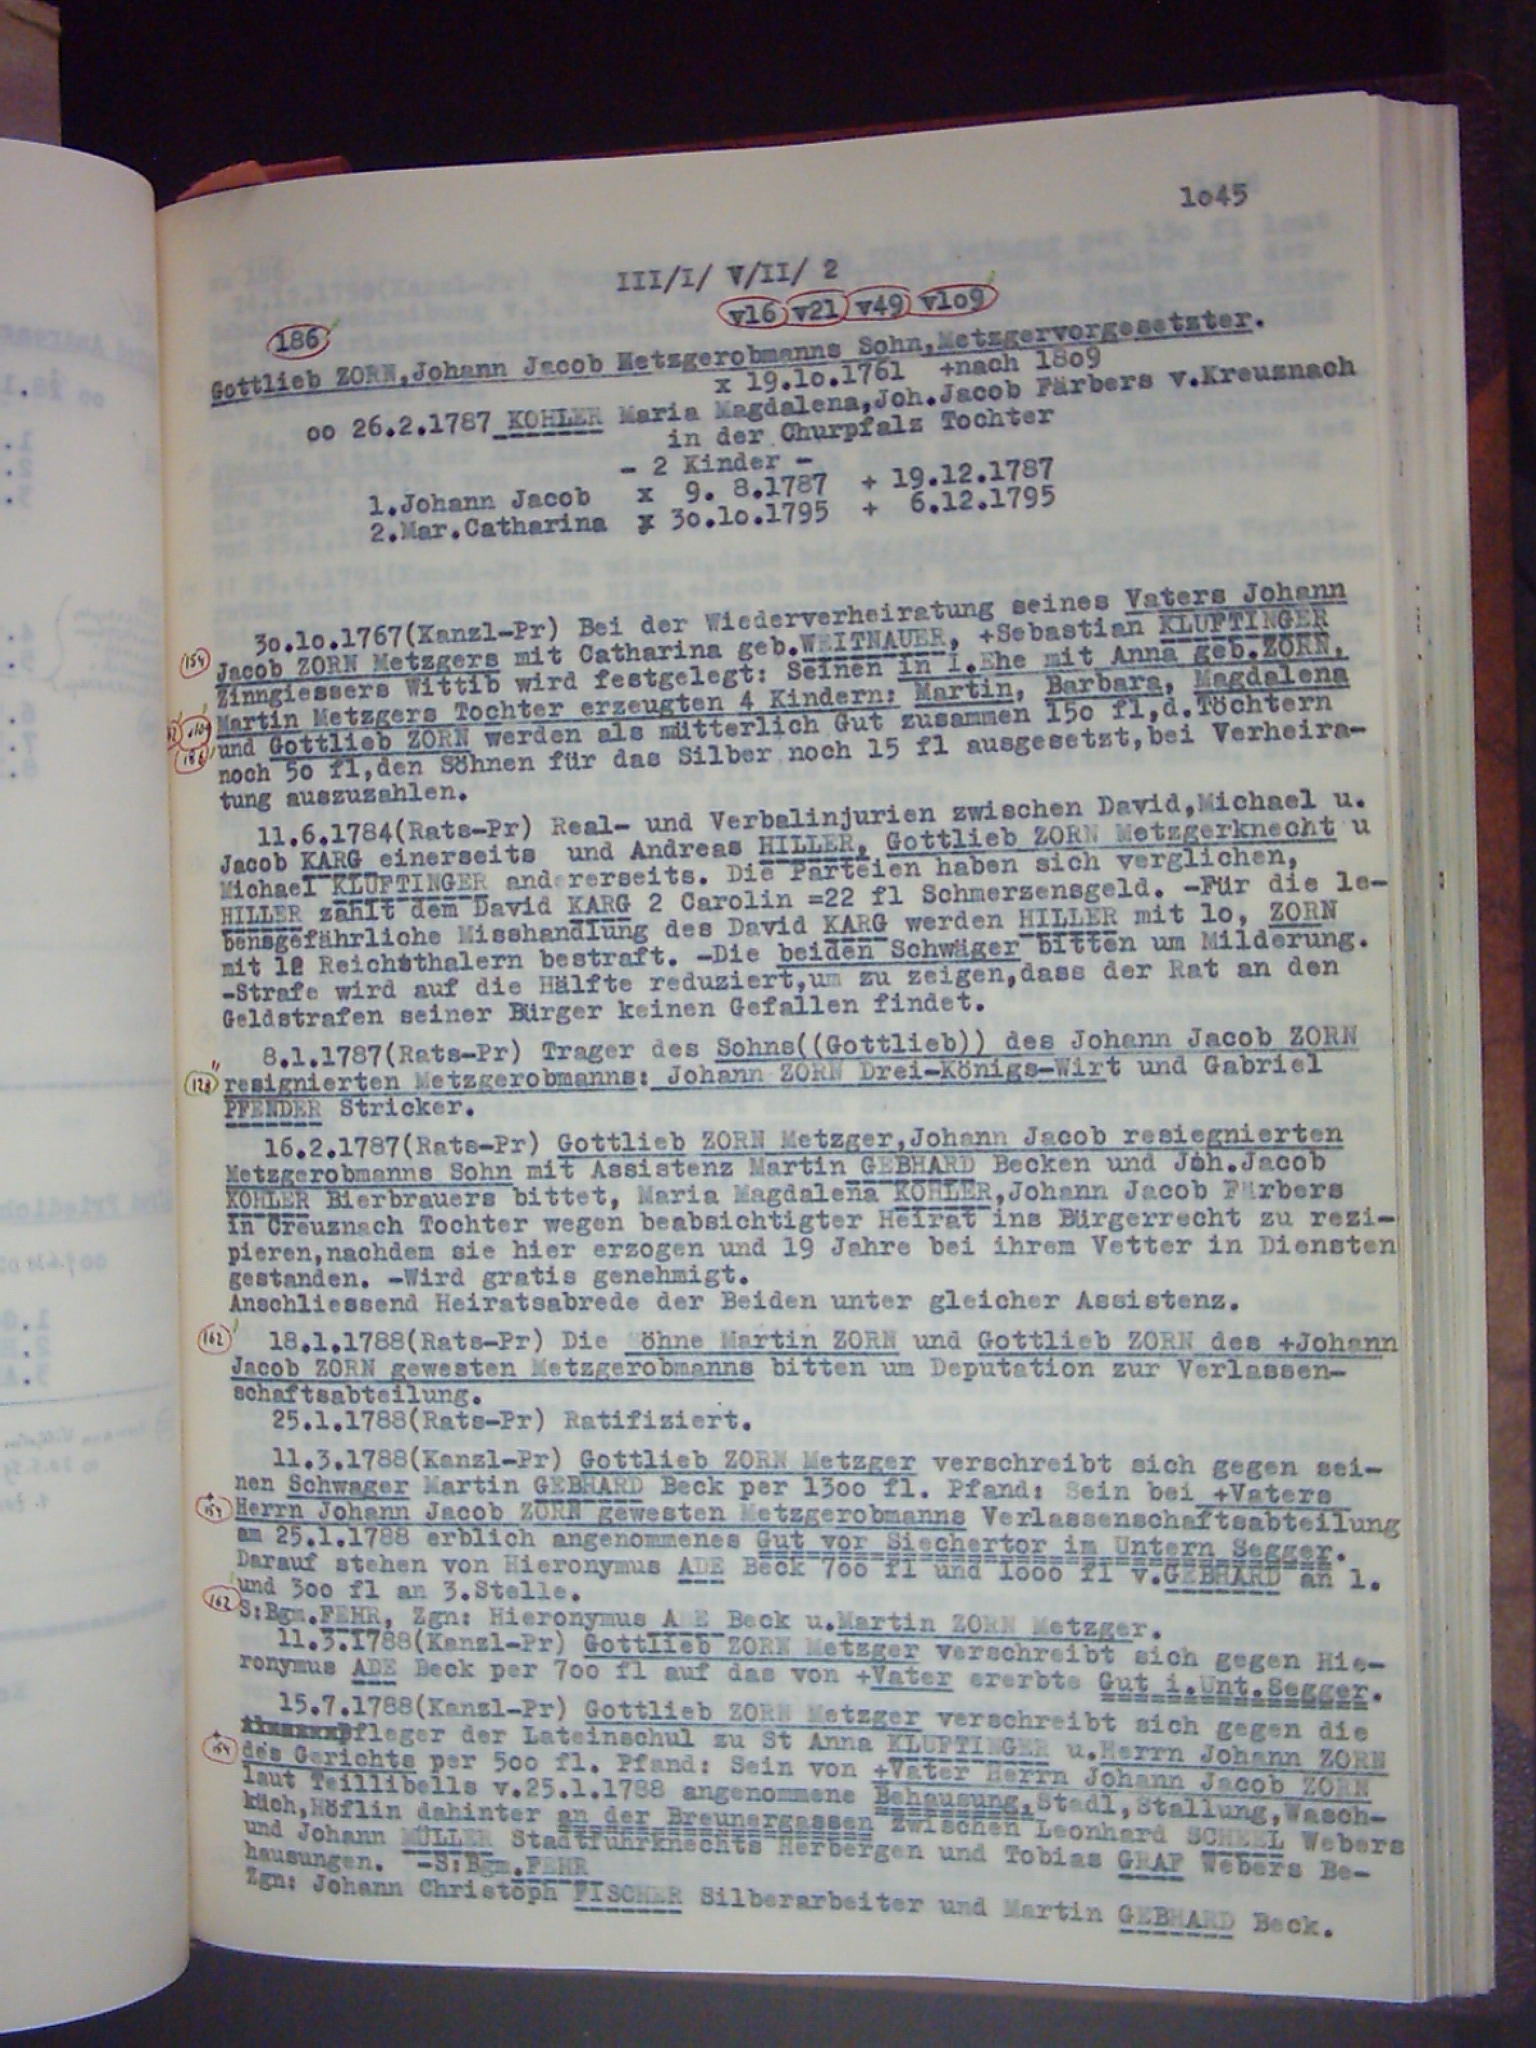 1o45
III/I/ V/II/ 2
v16 v21 v49 v1o9
186
Gottlieb ZORN,Johann Jacob Metzgerobmanns Sohn,Metzgervorgesetzter.
x 19.1o.1761 +nach 18o9
oo 26.2.1787 KOHLER Maria Magdalena,Joh.Jacob Färbers v.Kreuznach
in der Churpfalz Tochter
- 2 Kinder -
1.Johann Jacob x 9. 8.1787 + 19.12.1787
2.Mar.Catharina x 3o.1o.1795 + 6.12.1795
3o.1o.1767(Kanzl-Pr) Bei der Wiederverheiratung seines Vaters Johann
154 Jacob ZORN Metzgers mit Catharina geb.WEITNAUER, +Sebastian KLUFTINGER
Zinngiessers Wittib wird festgelegt: Seinen in 1.Ehe mit Anna geb.ZORN,
Martin Metzgers Tochter erzeugten 4 Kindern: Martin, Barbara, Magdalena
186 und Gottlieb ZORN werden als mütterlich Gut zusammen 15o fl,d.Töchtern
noch 5o fl,den Söhnen für das Silber noch 15 fl ausgesetzt,bei Verheira-
tung auszuzahlen.
11.6.1784(Rats-Pr) Real- und Verbalinjurien zwischen David,Michael u.
Jacob KARG einerseits und Andreas HILLER, Gottlieb ZORN Metzgerknecht u
Michael KLUFTINGER andererseits. Die Parteien haben sich verglichen,
HILLER zahlt dem David KARG 2 Carolin =22 fl Schmerzensgeld. -Für die le-
bensgefährliche Misshandlung des David KARG werden HILLER mit 1o, ZORN
mit 12 Reichsthalern bestraft. -Die beiden Schwäger bitten um Milderung.
-Strafe wird auf die Hälfte reduziert,um zu zeigen,dass der Rat an den
Geldstrafen seiner Bürger keinen Gefallen findet.
8.1.1787(Rats-Pr) Trager des Sohns((Gottlieb)) des Johann Jacob ZORN
128 resignierten Metzgerobmanns: Johann ZORN Drei-Königs-Wirt und Gabriel
PFENDER Stricker.
16.2.1787(Rats-Pr) Gottlieb ZORN Metzger,Johann Jacob resiegnierten
Metzgerobmanns Sohn mit Assistenz Martin GEBHARD Becken und Joh.Jacob
KOHLER Bierbrauers bittet, Maria Magdalena KOHLER,Johann Jacob Färbers
in Creuznach Tochter wegen beabsichtigter Heirat ins Bürgerrecht zu rezi-
pieren,nachdem sie hier erzogen und 19 Jahre bei ihrem Vetter in Diensten
gestanden. -Wird gratis genehmigt.
Anschliessend Heiratsabrede der Beiden unter gleicher Assistenz.
162 18.1.1788(Rats-Pr) Die Söhne Martin ZORN und Gottlieb ZORN des +Johann
Jacob ZORN gewesten Metzgerobmanns bitten um Deputation zur Verlassen-
schaftsabteilung.
25.1.1788(Rats-Pr) Ratifiziert.
11.3.1788(Kanzl-Pr) Gottlieb ZORN Metzger verschreibt sich gegen sei-
nen Schwager Martin GEBHARD Beck per 13oo fl. Pfand: Sein bei +Vaters
+154 Herrn Johann Jacob ZORN gewesten Metzgerobmanns Verlassenschaftsabteilung
am 25.1.1788 erblich angenommenes Gut vor Siechertor im Untern Segger.
Darauf stehen von Hieronymus ADE Beck 7oo fl und 1ooo fl v.GEBHARD an 1.
und 3oo fl an 3.Stelle.
162 S:Bgm.FEHR, Zgn: Hieronymus ADE Beck u.Martin ZORN Metzger.
11.3.1788(Kanzl-Pr) Gottlieb ZORN Metzger verschreibt sich gegen Hie-
ronymus ADE Beck per 7oo fl auf das von +Vater ererbte Gut i.Unt.Segger.
15.7.1788(Kanzl-Pr) Gottlieb ZORN Metzger verschreibt sich gegen die
pfleger der Lateinschul zu St Anna KLUFTINGER u.Herrn Johann ZORN
+154 des Gerichts per 5oo fl. Pfand: Sein von +Vater Herrn Johann Jacob ZORN
laut Teillibells v.25.1.1788 angenommene Behausung,Stadl,Stallung,Wasch-
küch,Höflin dahinter an der Breunergassen zwischen Leonhard SCHEEL Webers
und Johann MÜLLER Stadtfuhrknechts Herbergen und Tobias GRAF Webers Be-
hausungen. -S:Bgm.FEHR
Zgn: Johann Christoph FISCHER Silberarbeiter und Martin GEBHARD Beck.